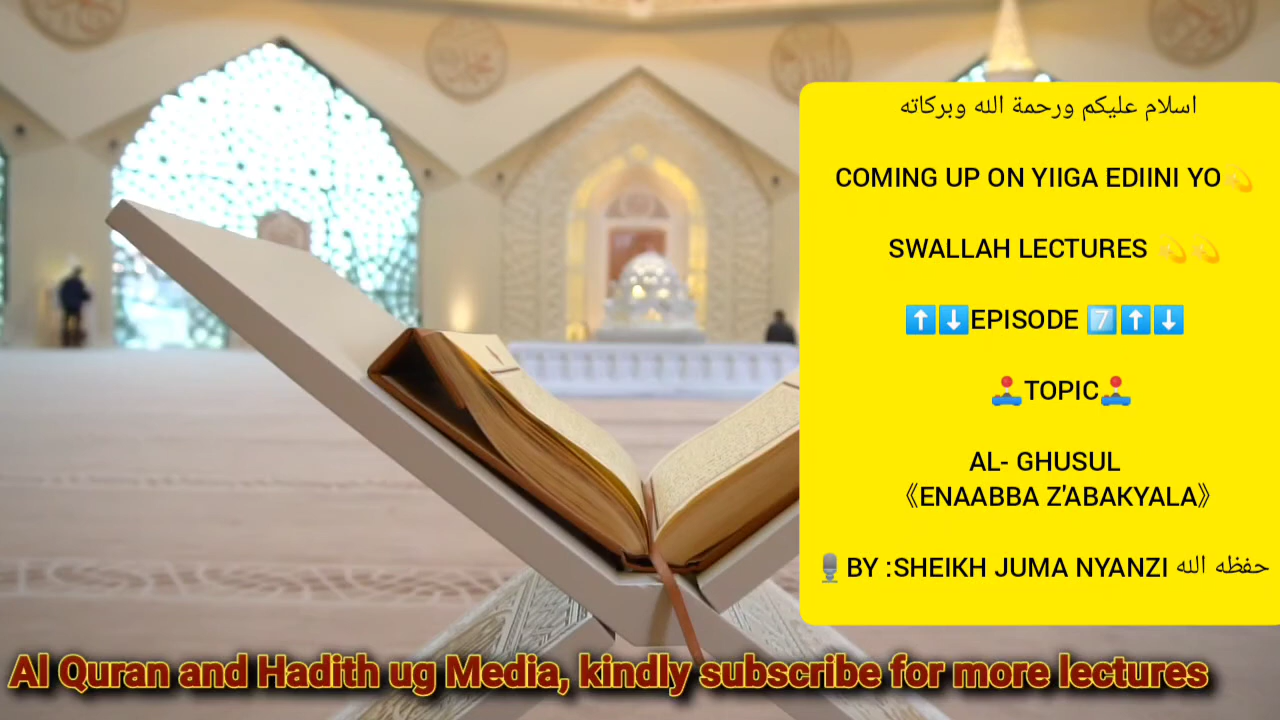 اسلام عليكم ورحمة الله وبركاته
COMING UP ON YIIGA EDIINI YO💫
SWALLAH LECTURES 💫💫
⬆️⬇️EPISODE 7️⃣⬆️⬇️
🕹️TOPIC🕹️
AL- GHUSUL
《ENAABBA Z'ABAKYALA》
🎙️BY :SHEIKH JUMA NYANZI حفظه الله
Al Quran and Hadith ug Media, kindly subscribe for more lectures